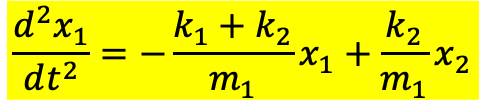 d²x₁/dt² = −(k₁ + k₂)/m₁ x₁ + k₂/m₁ x₂